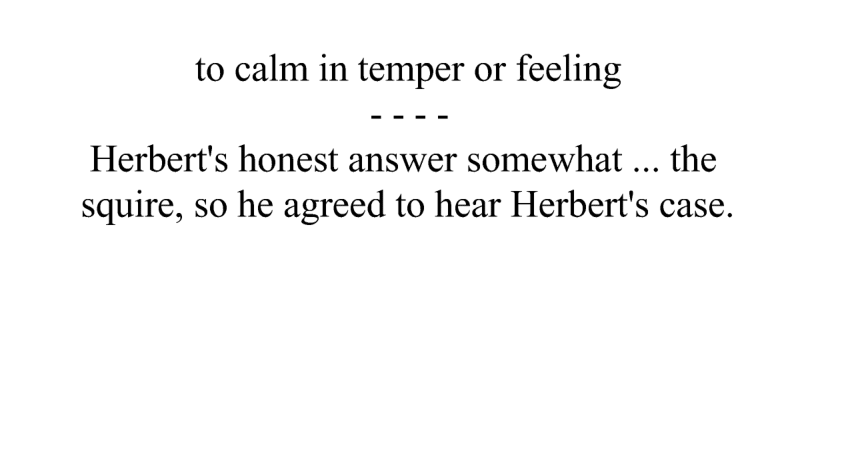 to calm in temper or feeling
- - - -
Herbert's honest answer somewhat ... the
squire, so he agreed to hear Herbert's case.